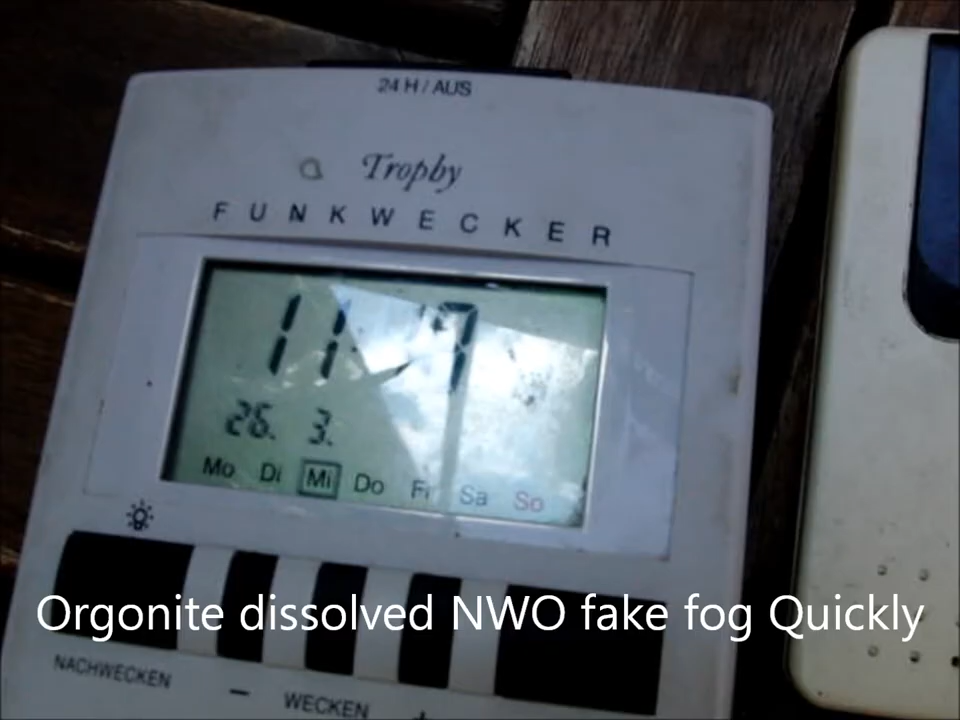 24 H / AUS
Trophy
FUNKWECKER
26. 3.
Mo Di Mi Do Fr Sa So
Orgonite dissolved NWO fake fog Quickly
NACHWECKEN − WECKEN +